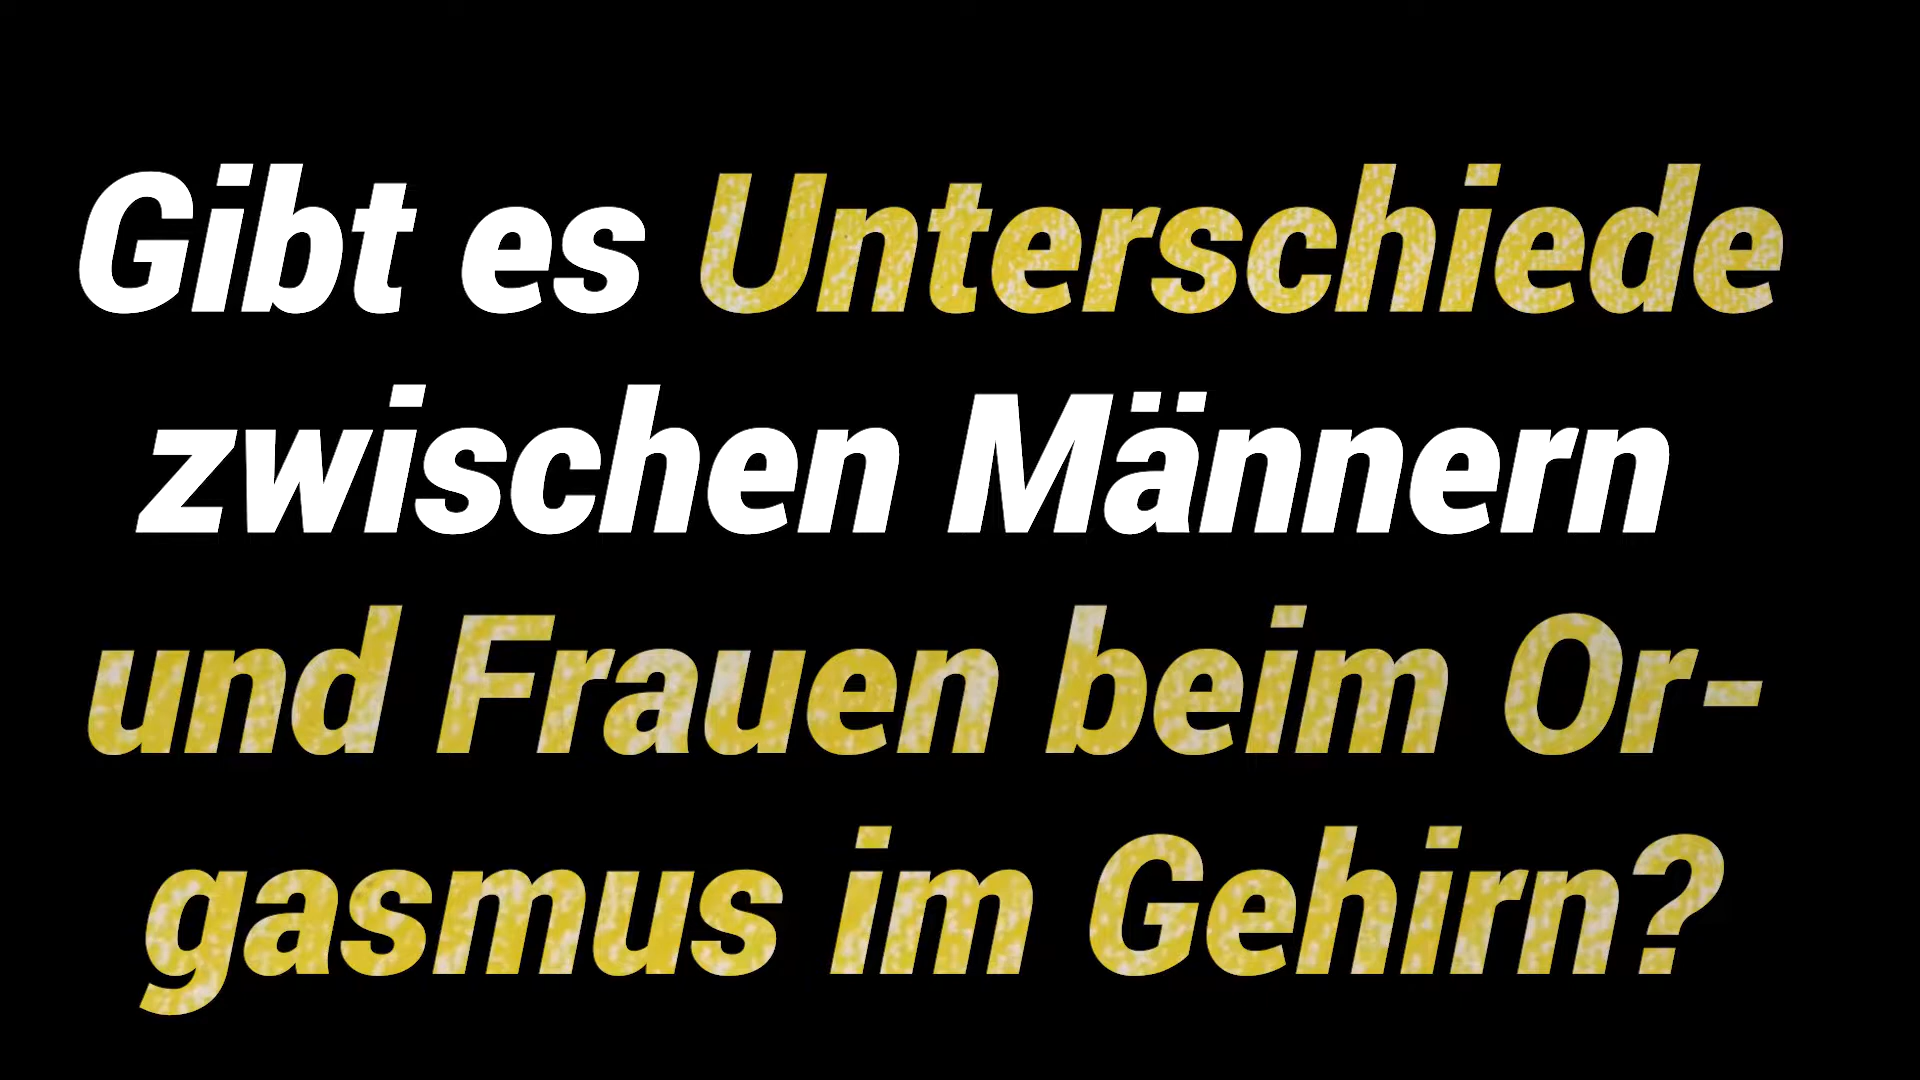 Gibt es Unterschiede
zwischen Männern
und Frauen beim Or-
gasmus im Gehirn?